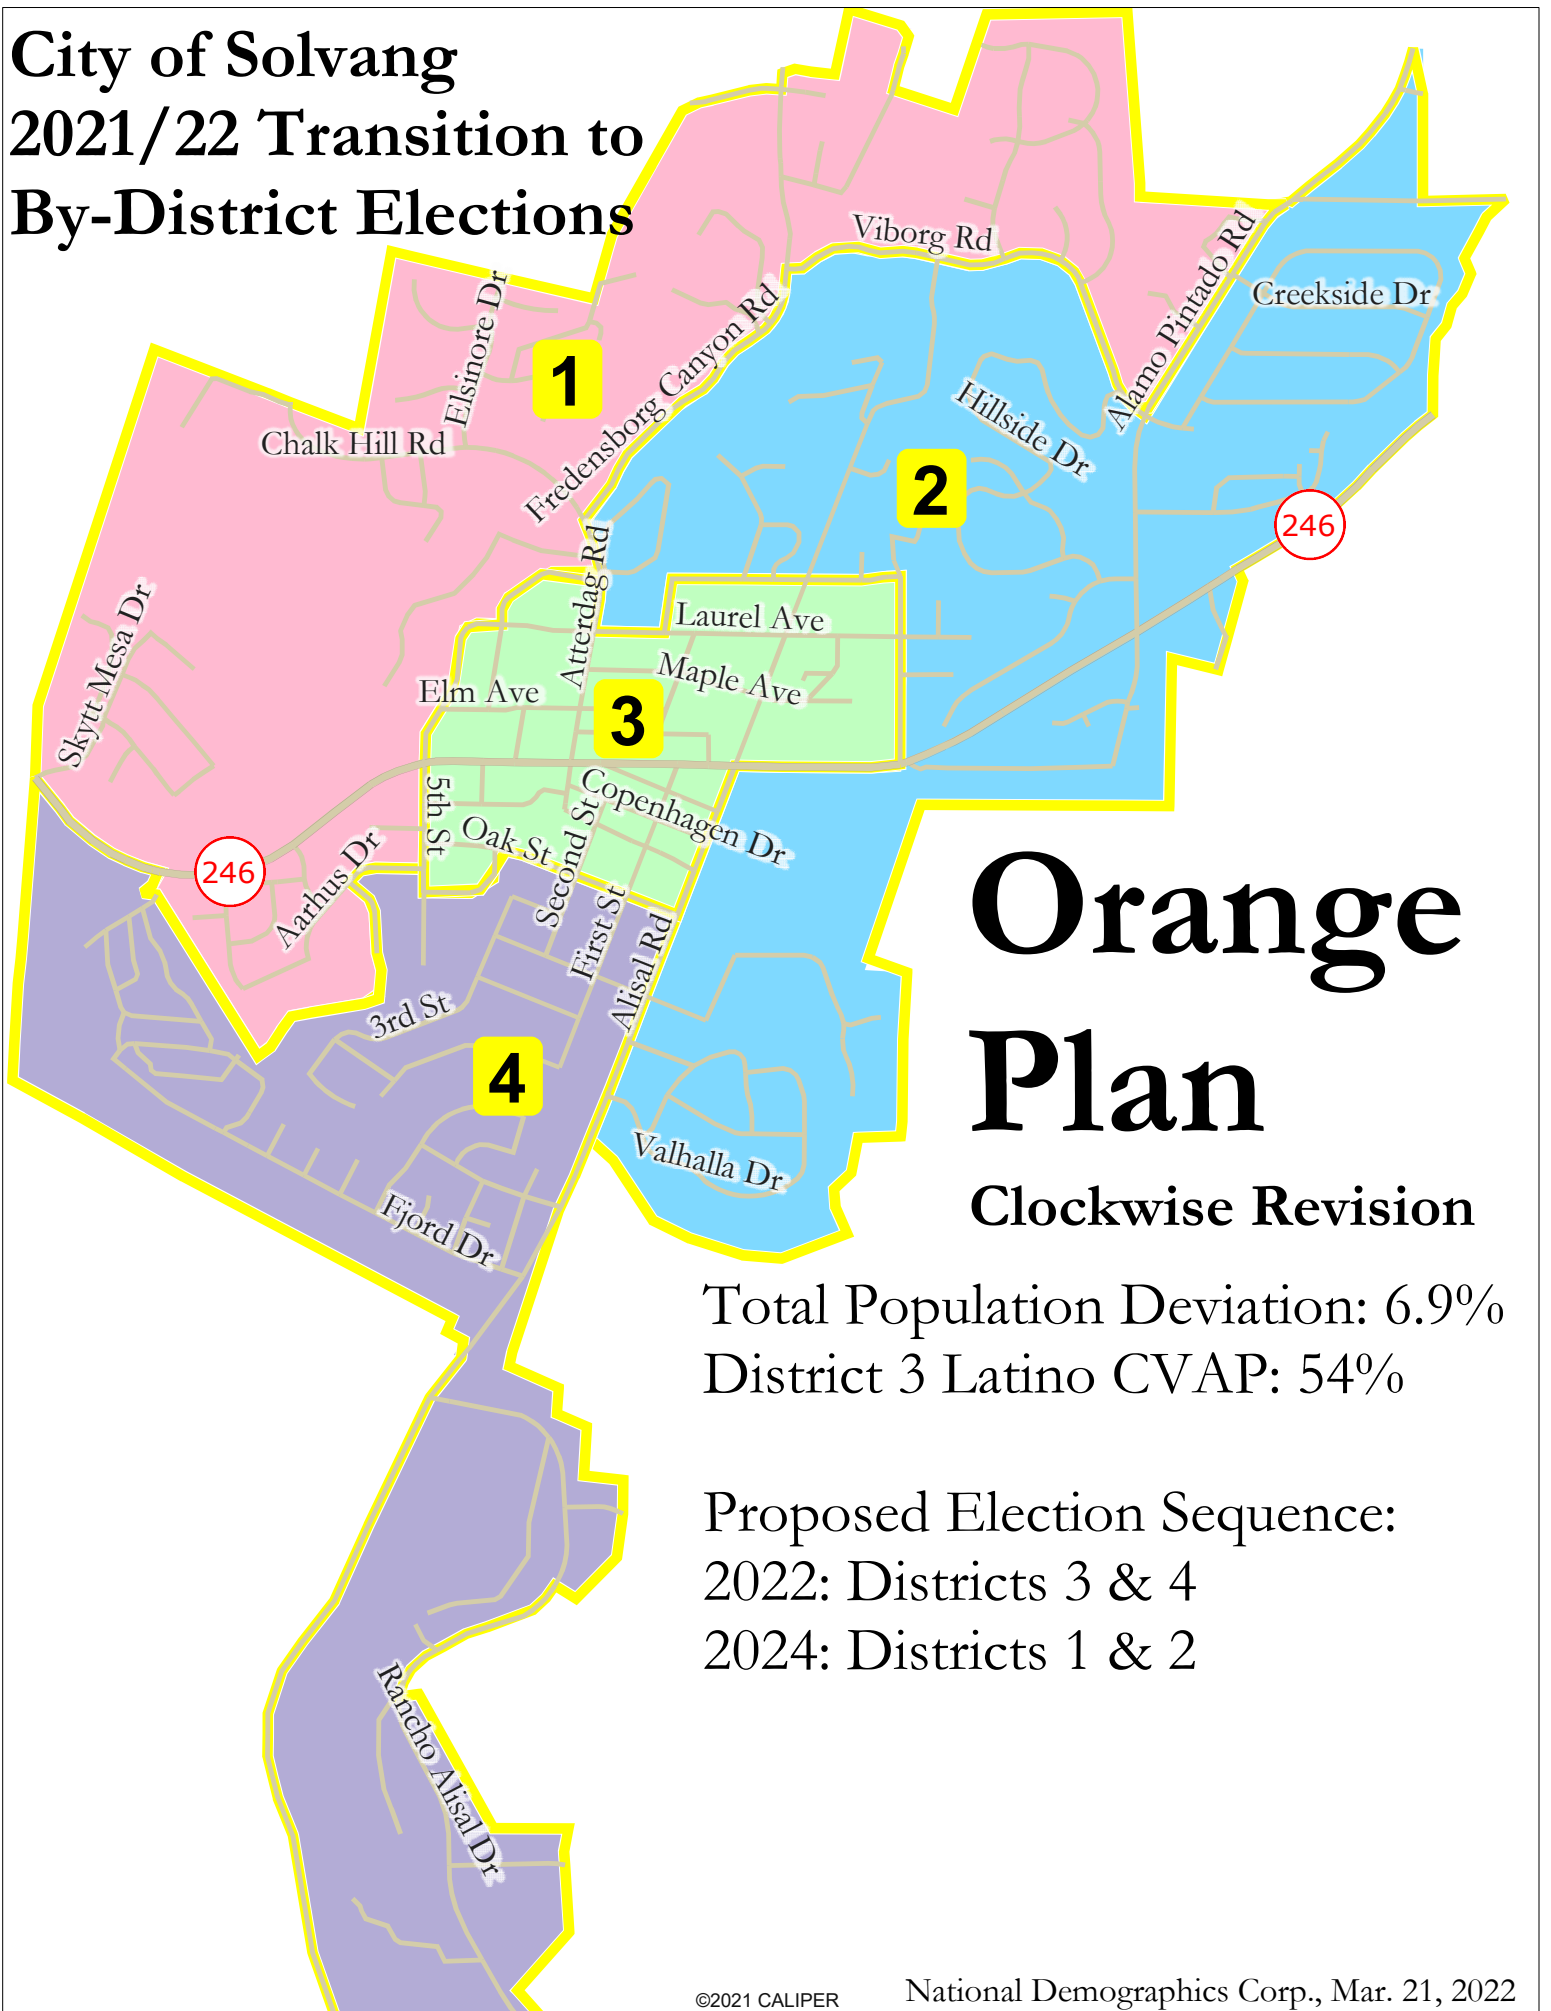 City of Solvang
2021/22 Transition to
By-District Elections
Viborg Rd
Alamo Pintado Rd
Creekside Dr
Elsinore Dr
1
Fredensborg Canyon Rd
Chalk Hill Rd
Hillside Dr
2
246
Atterdag Rd
Skytt Mesa Dr
Laurel Ave
Maple Ave
Elm Ave
3
5th St
Copenhagen Dr
Oak St
Second St
246
Aarhus Dr
First St
Alisal Rd
3rd St
4
Valhalla Dr
Fjord Dr
Rancho Alisal Dr
Orange
Plan
Clockwise Revision
Total Population Deviation: 6.9%
District 3 Latino CVAP: 54%
Proposed Election Sequence:
2022: Districts 3 & 4
2024: Districts 1 & 2
©2021 CALIPER
National Demographics Corp., Mar. 21, 2022